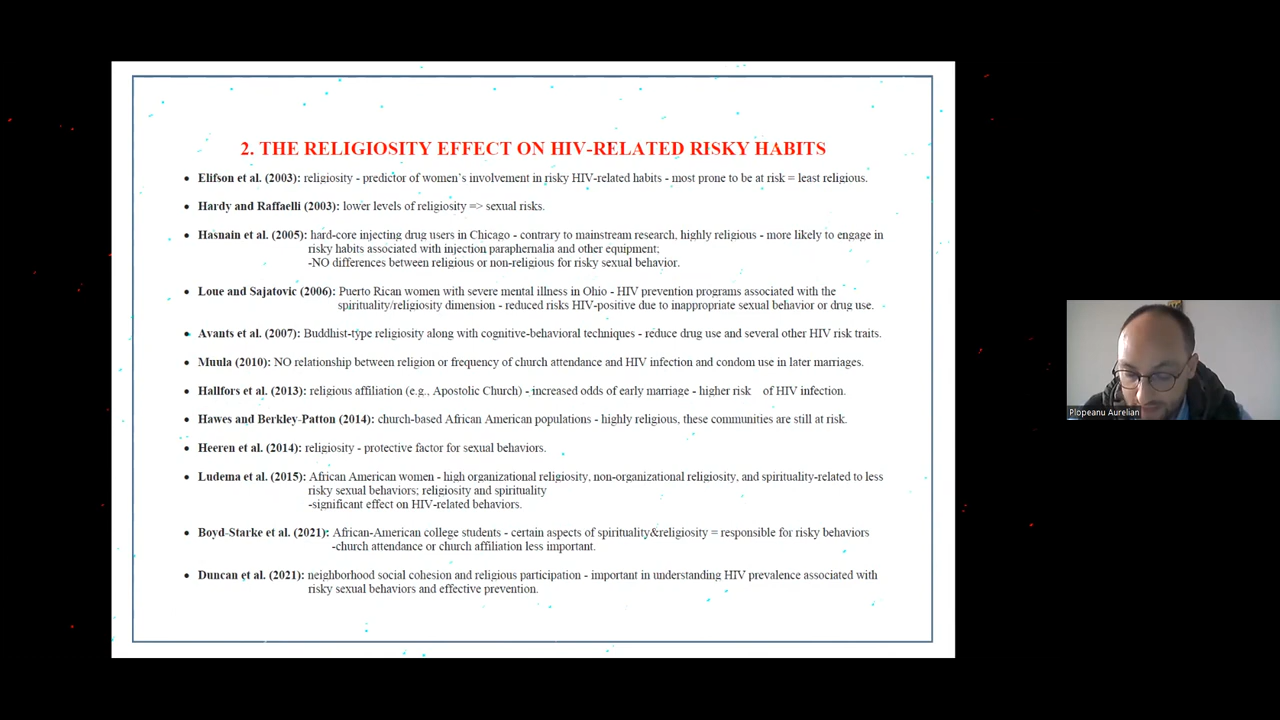 2. THE RELIGIOSITY EFFECT ON HIV-RELATED RISKY HABITS
• Elifson et al. (2003): religiosity - predictor of women's involvement in risky HIV-related habits - most prone to be at risk = least religious.
• Hardy and Raffaelli (2003): lower levels of religiosity => sexual risks.
• Hasnain et al. (2005): hard-core injecting drug users in Chicago - contrary to mainstream research, highly religious - more likely to engage in
risky habits associated with injection paraphernalia and other equipment;
-NO differences between religious or non-religious for risky sexual behavior.
• Loue and Sajatovic (2006): Puerto Rican women with severe mental illness in Ohio - HIV prevention programs associated with the
spirituality/religiosity dimension - reduced risks HIV-positive due to inappropriate sexual behavior or drug use.
• Avants et al. (2007): Buddhist-type religiosity along with cognitive-behavioral techniques - reduce drug use and several other HIV risk traits.
• Muula (2010): NO relationship between religion or frequency of church attendance and HIV infection and condom use in later marriages.
• Hallfors et al. (2013): religious affiliation (e.g., Apostolic Church) - increased odds of early marriage - higher risk of HIV infection.
• Hawes and Berkley-Patton (2014): church-based African American populations - highly religious, these communities are still at risk.
• Heeren et al. (2014): religiosity - protective factor for sexual behaviors.
• Ludema et al. (2015): African American women - high organizational religiosity, non-organizational religiosity, and spirituality-related to less
risky sexual behaviors; religiosity and spirituality
-significant effect on HIV-related behaviors.
• Boyd-Starke et al. (2021): African-American college students - certain aspects of spirituality&religiosity = responsible for risky behaviors
-church attendance or church affiliation less important.
• Duncan et al. (2021): neighborhood social cohesion and religious participation - important in understanding HIV prevalence associated with
risky sexual behaviors and effective prevention.
Plopeanu Aurelian